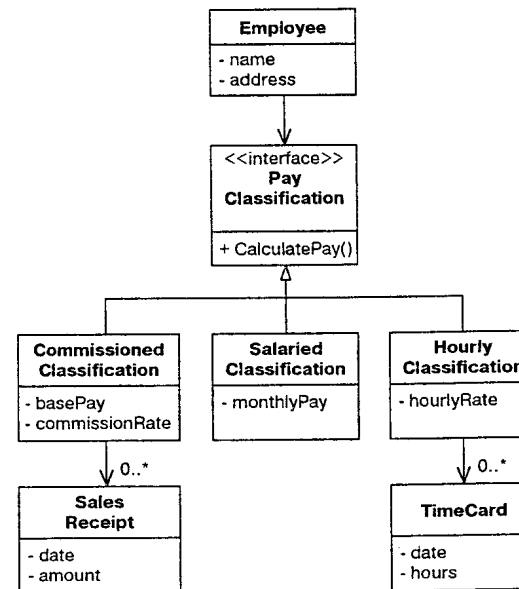 Employee
- name
- address
<<interface>>
Pay
Classification
+ CalculatePay()
Commissioned
Classification
- basePay
- commissionRate
Salaried
Classification
- monthlyPay
Hourly
Classification
- hourlyRate
0..*
0..*
Sales
Receipt
- date
- amount
TimeCard
- date
- hours